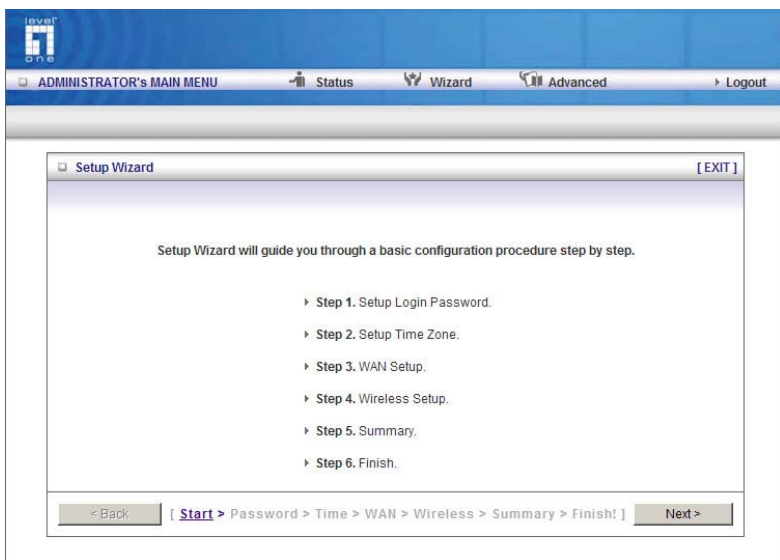 level
one
ADMINISTRATOR's MAIN MENU Status Wizard Advanced Logout
Setup Wizard [ EXIT ]
Setup Wizard will guide you through a basic configuration procedure step by step.
Step 1. Setup Login Password.
Step 2. Setup Time Zone.
Step 3. WAN Setup.
Step 4. Wireless Setup.
Step 5. Summary.
Step 6. Finish.
< Back [ Start > Password > Time > WAN > Wireless > Summary > Finish! ] Next >